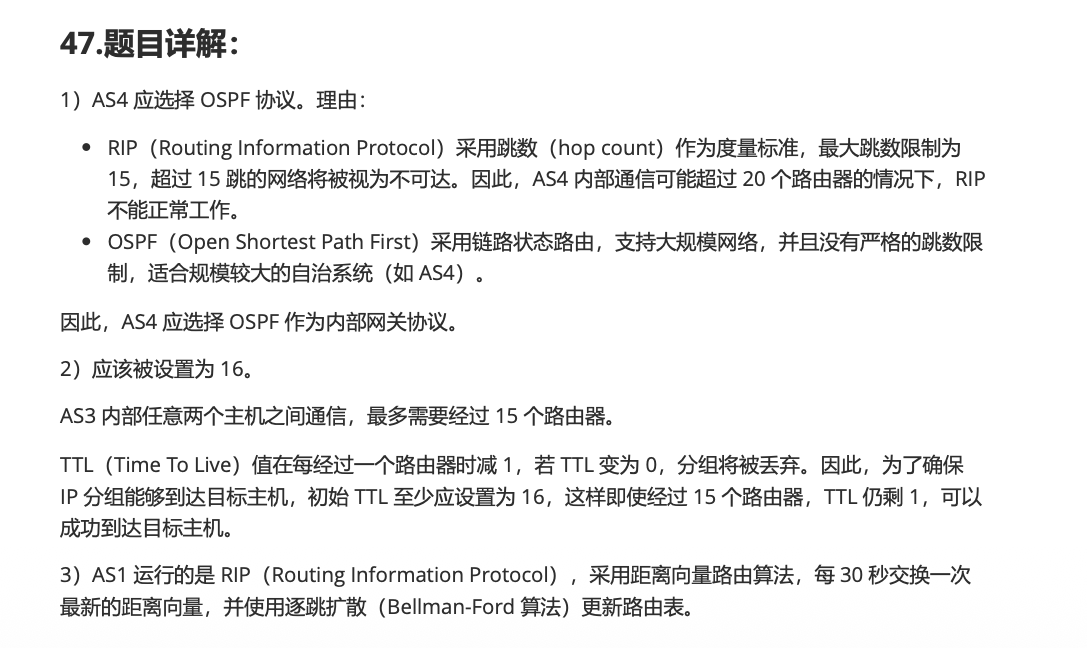 47.题目详解：
1）AS4 应选择 OSPF 协议。理由：
• RIP（Routing Information Protocol）采用跳数（hop count）作为度量标准，最大跳数限制为
15，超过 15 跳的网络将被视为不可达。因此，AS4 内部通信可能超过 20 个路由器的情况下，RIP
不能正常工作。
• OSPF（Open Shortest Path First）采用链路状态路由，支持大规模网络，并且没有严格的跳数限
制，适合规模较大的自治系统（如 AS4）。
因此，AS4 应选择 OSPF 作为内部网关协议。
2）应该被设置为 16。
AS3 内部任意两个主机之间通信，最多需要经过 15 个路由器。
TTL（Time To Live）值在每经过一个路由器时减 1，若 TTL 变为 0，分组将被丢弃。因此，为了确保
IP 分组能够到达目标主机，初始 TTL 至少应设置为 16，这样即使经过 15 个路由器，TTL 仍剩 1，可以
成功到达目标主机。
3）AS1 运行的是 RIP（Routing Information Protocol），采用距离向量路由算法，每 30 秒交换一次
最新的距离向量，并使用逐跳扩散（Bellman-Ford 算法）更新路由表。